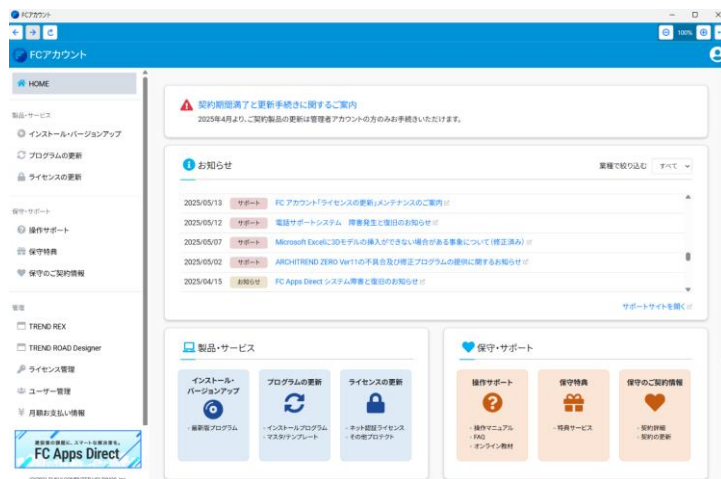 FCアカウント
100%
FCアカウント
HOME
製品・サービス
インストール・バージョンアップ
プログラムの更新
ライセンスの更新
保守・サポート
操作サポート
保守特典
保守のご契約情報
管理
TREND REX
TREND ROAD Designer
ライセンス管理
ユーザー管理
月額お支払い情報
FC Apps Direct
契約期間満了と更新手続きに関するご案内
2025年4月より、ご契約製品の更新は管理者アカウントの方のみお手続きいただけます。
お知らせ
業種で絞り込む すべて
2025/05/13 サポート FC アカウント「ライセンスの更新」メンテナンスのご案内
2025/05/12 サポート 電話サポートシステム 障害発生と復旧のお知らせ
2025/05/07 サポート Microsoft Excelに3Dモデルの挿入ができない場合がある事象について（修正済み）
2025/05/02 サポート ARCHITREND ZERO Ver11の不具合及び修正プログラムの提供に関するお知らせ
2025/04/15 お知らせ FC Apps Direct システム障害と復旧のお知らせ
サポートサイトを開く
製品・サービス
インストール・
バージョンアップ
・最新版プログラム
プログラムの更新
・インストールプログラム
・マスタ/テンプレート
ライセンスの更新
・ネット認証ライセンス
・その他プロテクト
保守・サポート
操作サポート
・操作マニュアル
・FAQ
・オンライン教材
保守特典
・特典サービス
保守のご契約情報
・契約詳細
・契約の更新